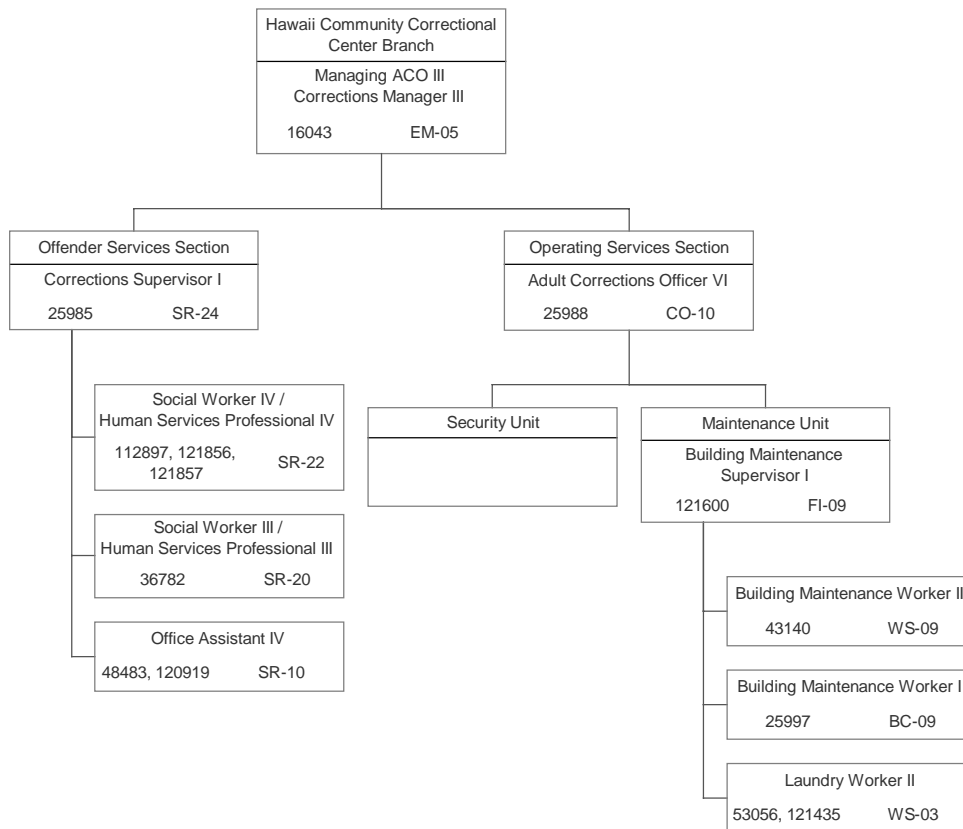 Hawaii Community Correctional
Center Branch
Managing ACO III
Corrections Manager III
16043 EM-05
Offender Services Section
Corrections Supervisor I
25985 SR-24
Operating Services Section
Adult Corrections Officer VI
25988 CO-10
Social Worker IV /
Human Services Professional IV
112897, 121856,
121857
SR-22
Social Worker III /
Human Services Professional III
36782 SR-20
Office Assistant IV
48483, 120919 SR-10
Security Unit
Maintenance Unit
Building Maintenance
Supervisor I
121600 FI-09
Building Maintenance Worker II
43140 WS-09
Building Maintenance Worker I
25997 BC-09
Laundry Worker II
53056, 121435 WS-03